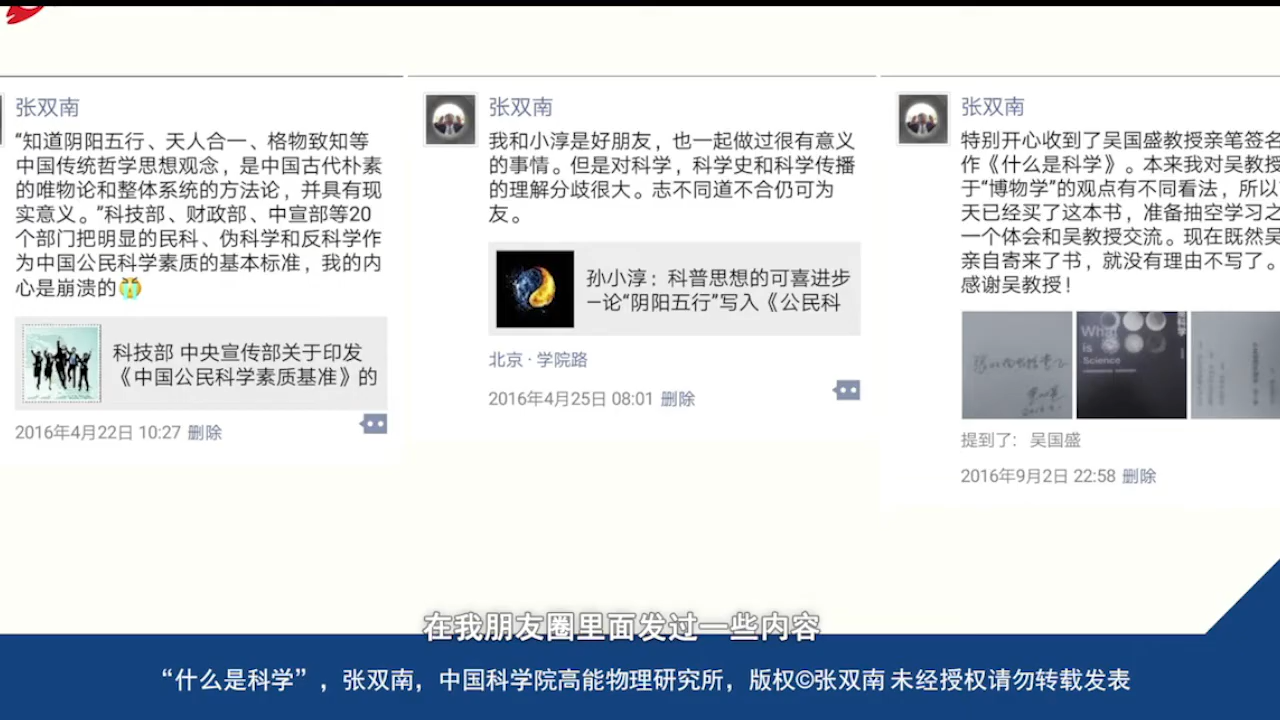 张双南
“知道阴阳五行、天人合一、格物致知等
中国传统哲学思想观念，是中国古代朴素
的唯物论和整体系统的方法论，并具有现
实意义。”科技部、财政部、中宣部等20
个部门把明显的民科、伪科学和反科学作
为中国公民科学素质的基本标准，我的内
心是崩溃的😭
科技部 中央宣传部关于印发
《中国公民科学素质基准》的
2016年4月22日 10:27 删除
张双南
我和小淳是好朋友，也一起做过很有意义
的事情。但是对科学，科学史和科学传播
的理解分歧很大。志不同道不合仍可为
友。
孙小淳：科普思想的可喜进步
—论“阴阳五行”写入《公民科
北京 · 学院路
2016年4月25日 08:01 删除
张双南
特别开心收到了吴国盛教授亲笔签名
作《什么是科学》。本来我对吴教授
于“博物学”的观点有不同看法，所以
天已经买了这本书，准备抽空学习之
一个体会和吴教授交流。现在既然吴
亲自寄来了书，就没有理由不写了。
感谢吴教授！
What
is
Science
提到了：吴国盛
2016年9月2日 22:58 删除
在我朋友圈里面发过一些内容
“什么是科学”，张双南，中国科学院高能物理研究所，版权©张双南 未经授权请勿转载发表